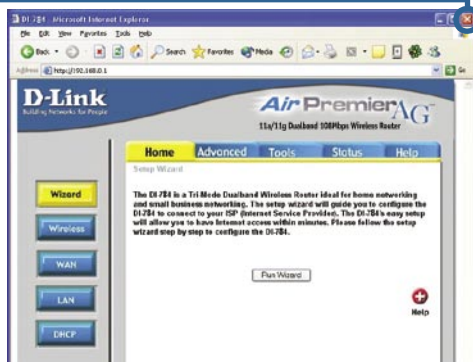 DI-784 - Microsoft Internet Explorer
File Edit View Favorites Tools Help
Back Search Favorites Media
Address http://192.168.0.1 Go
D-Link
Building Networks for People
Air Premier AG
11a/11g Dualband 108Mbps Wireless Router
Home Advanced Tools Status Help
Setup Wizard
Wizard
Wireless
WAN
LAN
DHCP
The DI-784 is a Tri-Mode Dualband Wireless Router ideal for home networking
and small business networking. The setup wizard will guide you to configure the
DI-784 to connect to your ISP (Internet Service Provider). The DI-784's easy setup
will allow you to have Internet access within minutes. Please follow the setup
wizard step by step to configure the DI-784.
Run Wizard
Help